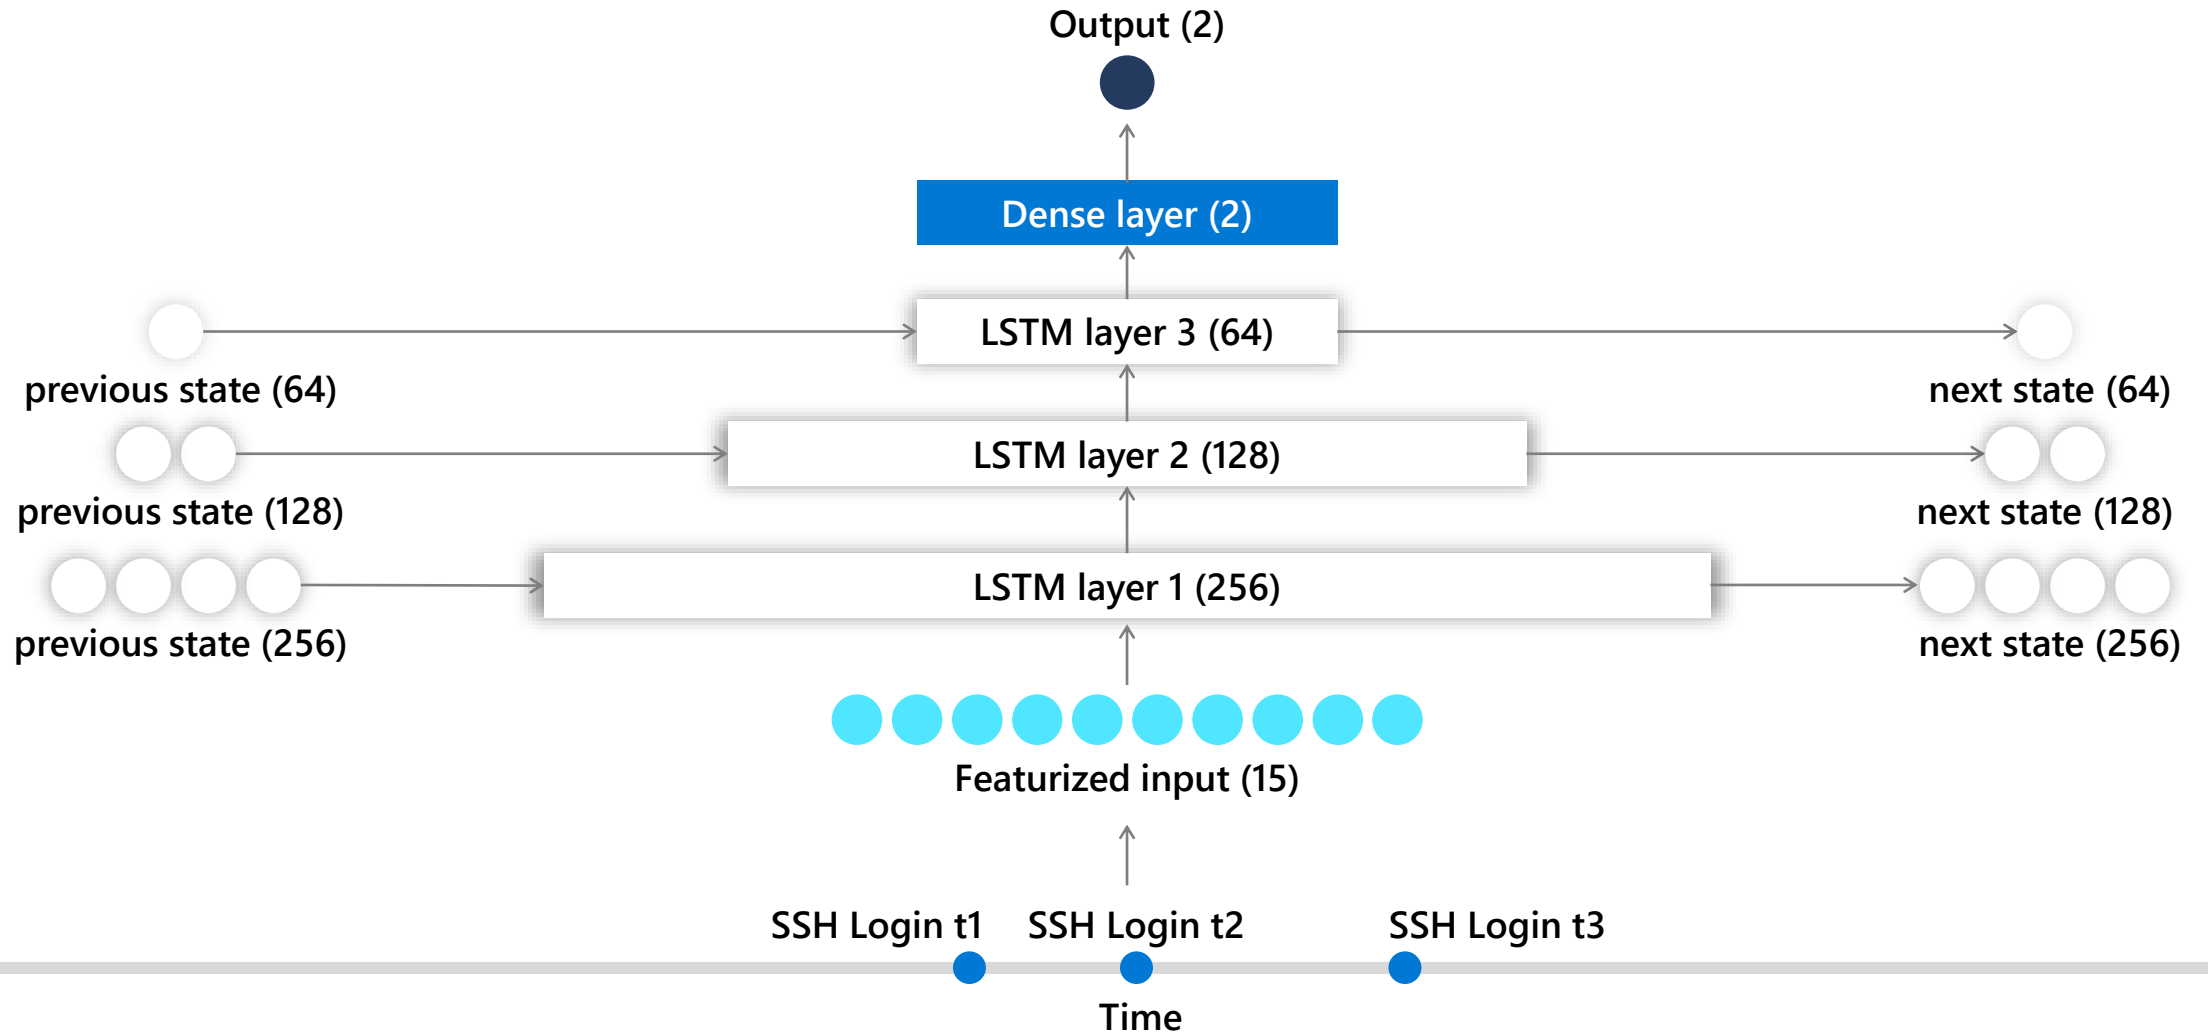 Output (2)
Dense layer (2)
LSTM layer 3 (64)
previous state (64)
next state (64)
LSTM layer 2 (128)
previous state (128)
next state (128)
LSTM layer 1 (256)
previous state (256)
next state (256)
Featurized input (15)
SSH Login t1
SSH Login t2
SSH Login t3
Time